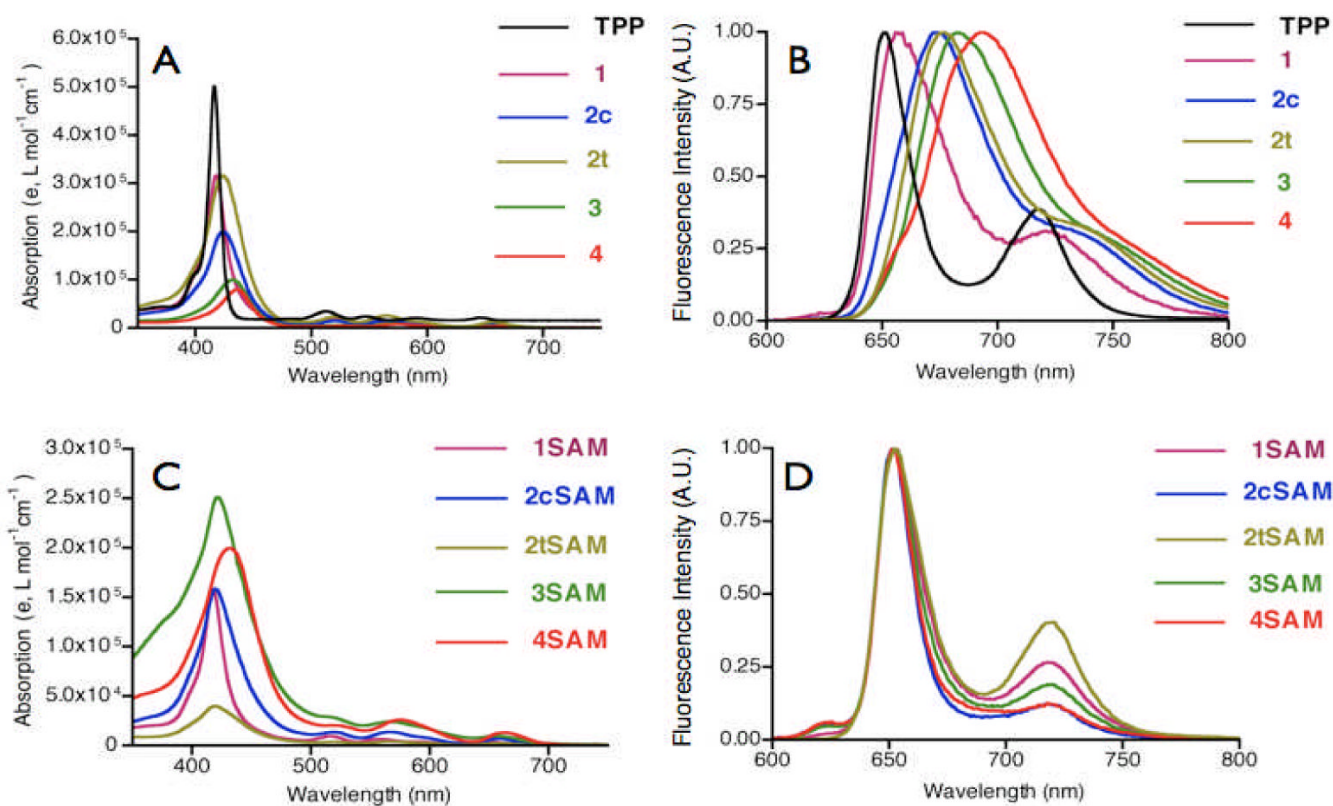 A
Absorption (e, L mol⁻¹cm⁻¹)
6.0x10⁵
5.0x10⁵
4.0x10⁵
3.0x10⁵
2.0x10⁵
1.0x10⁵
0
400
500
600
700
Wavelength (nm)
TPP
1
2c
2t
3
4
B
Fluorescence Intensity (A.U.)
1.00
0.75
0.50
0.25
0.00
600
650
700
750
800
Wavelength (nm)
TPP
1
2c
2t
3
4
C
Absorption (e, L mol⁻¹cm⁻¹)
3.0x10⁵
2.5x10⁵
2.0x10⁵
1.5x10⁵
1.0x10⁵
5.0x10⁴
0
400
500
600
700
Wavelength (nm)
1SAM
2cSAM
2tSAM
3SAM
4SAM
D
Fluorescence Intensity (A.U.)
1.00
0.75
0.50
0.25
0.00
600
650
700
750
800
Wavelength (nm)
1SAM
2cSAM
2tSAM
3SAM
4SAM